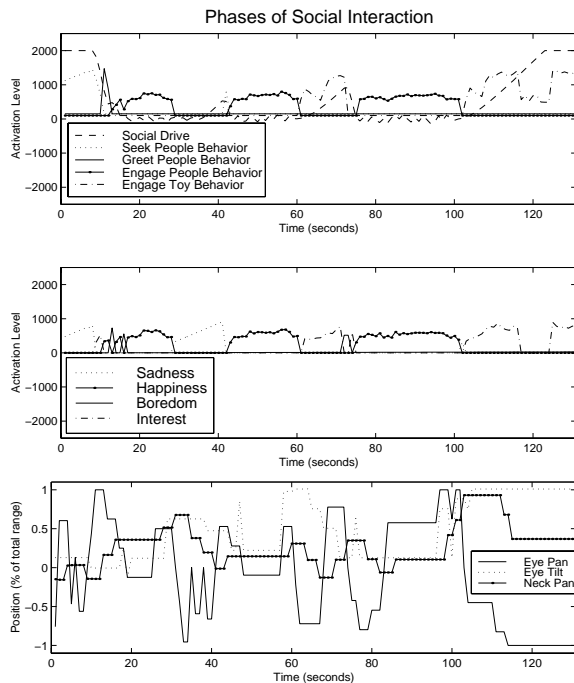 Phases of Social Interaction
2000
1000
0
−1000
−2000
Activation Level
Social Drive
Seek People Behavior
Greet People Behavior
Engage People Behavior
Engage Toy Behavior
0 20 40 60 80 100 120
Time (seconds)
2000
1000
0
−1000
−2000
Activation Level
Sadness
Happiness
Boredom
Interest
0 20 40 60 80 100 120
Time (seconds)
1
0.5
0
−0.5
−1
Position (% of total range)
Eye Pan
Eye Tilt
Neck Pan
0 20 40 60 80 100 120
Time (seconds)